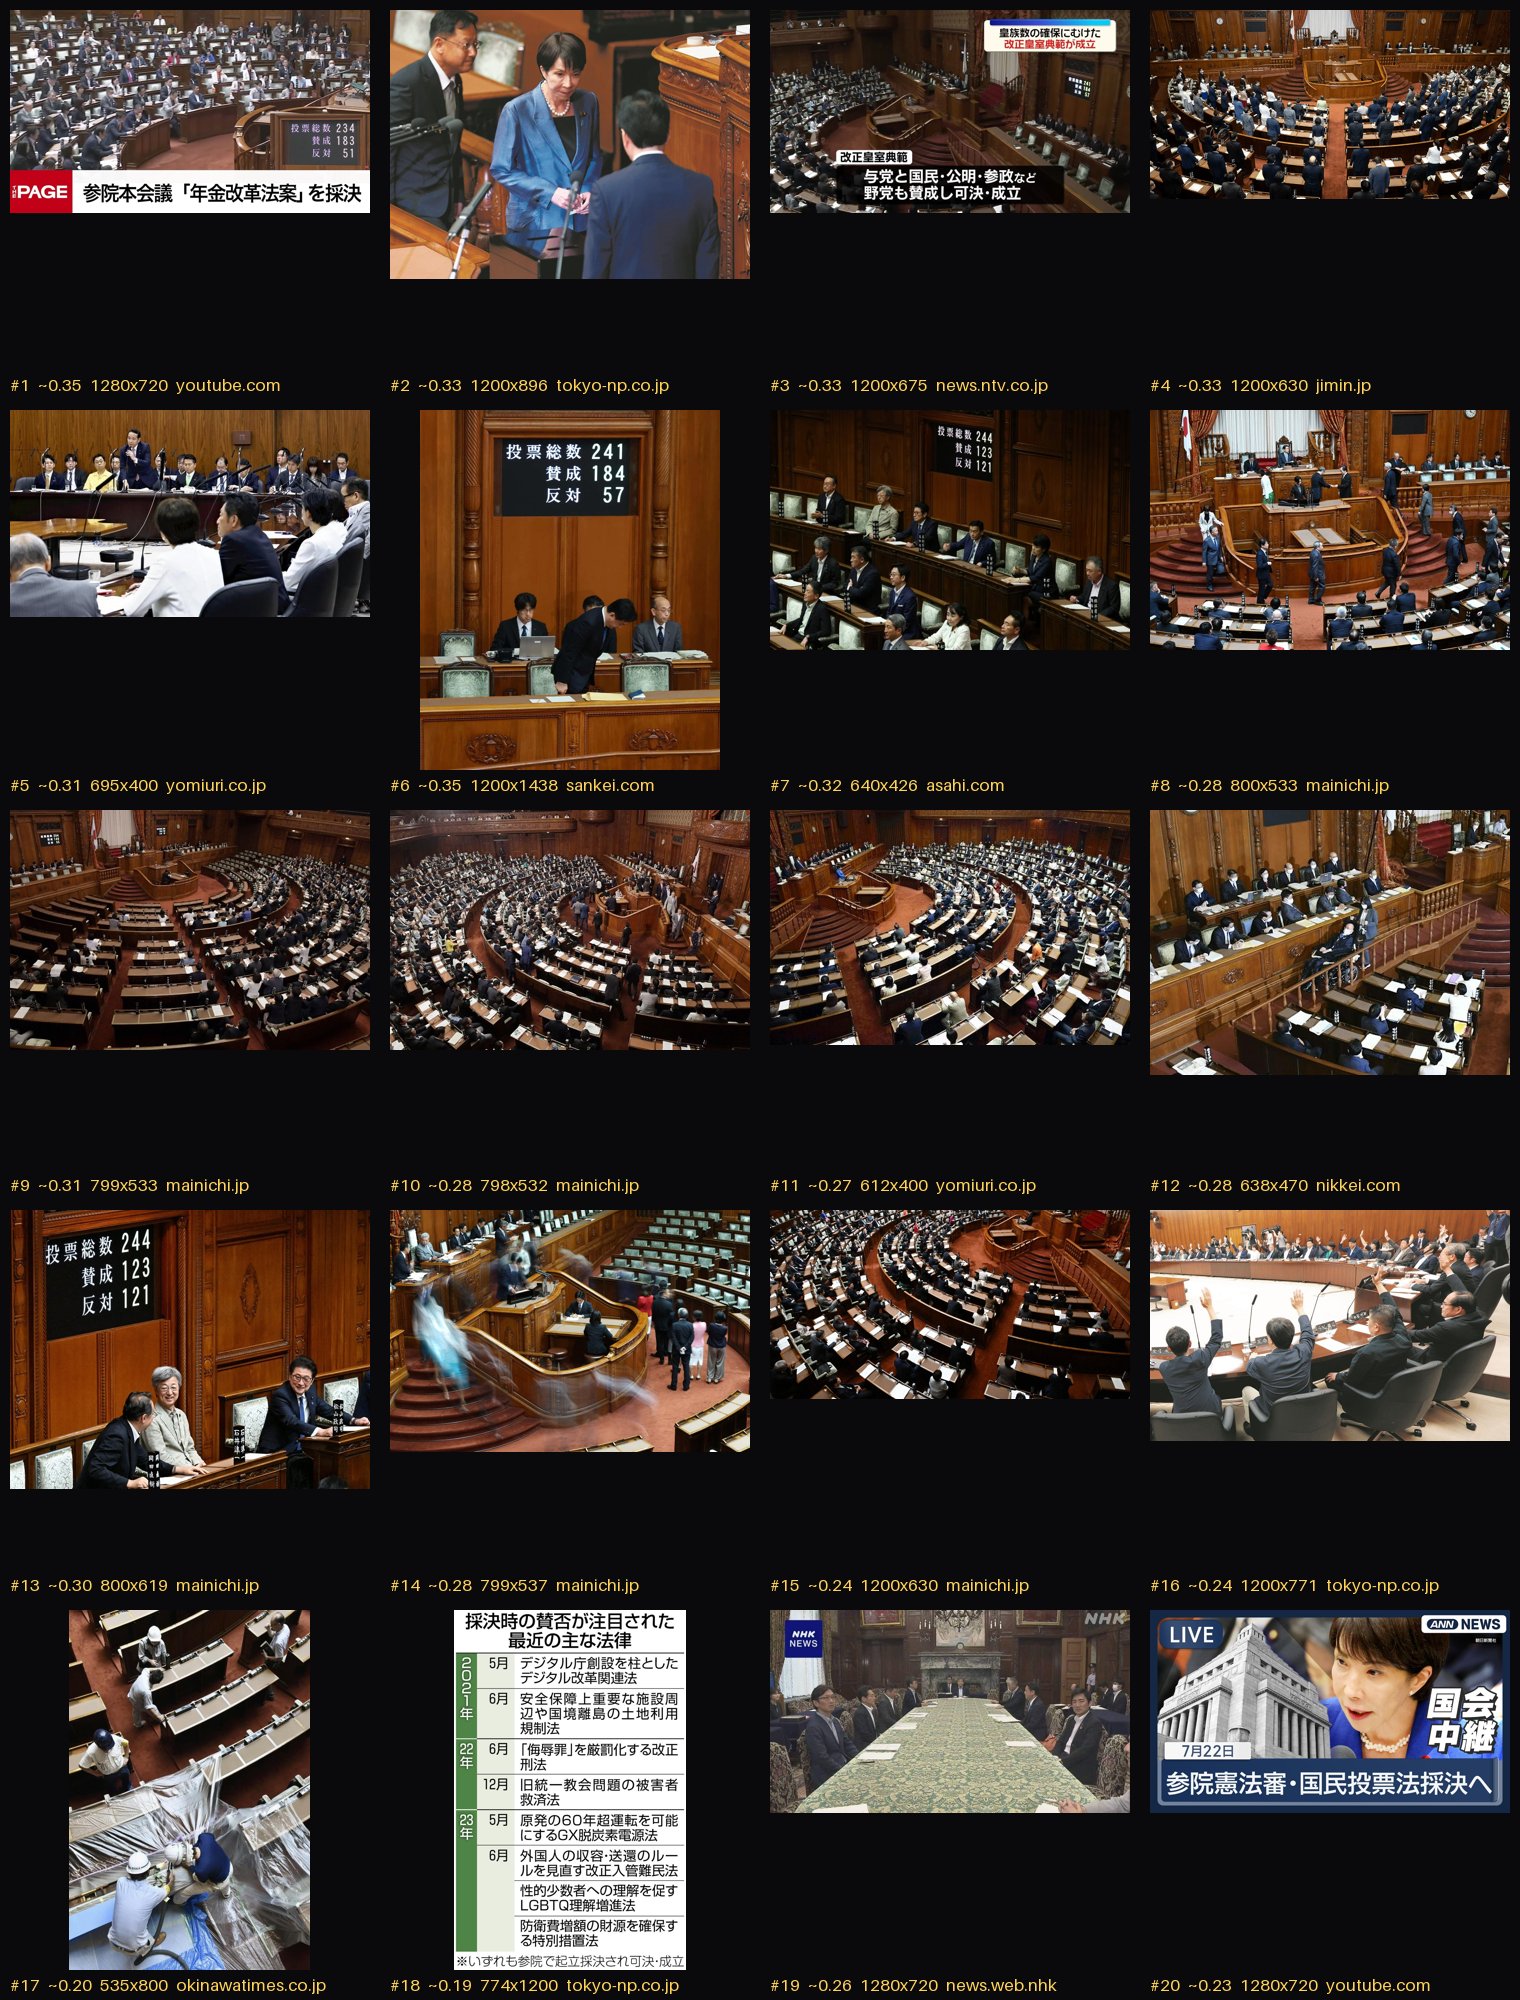 投票総数 234
賛成 183
反対 51
THE PAGE
参院本会議「年金改革法案」を採決
皇族数の確保にむけた
改正皇室典範が成立
投票総数 241
賛成 184
反対 57
改正皇室典範
与党と国民・公明・参政など
野党も賛成し可決・成立
#1 ~0.35 1280x720 youtube.com
#2 ~0.33 1200x896 tokyo-np.co.jp
#3 ~0.33 1200x675 news.ntv.co.jp
#4 ~0.33 1200x630 jimin.jp
投票総数 241
賛成 184
反対 57
投票総数 244
賛成 123
反対 121
#5 ~0.31 695x400 yomiuri.co.jp
#6 ~0.35 1200x1438 sankei.com
#7 ~0.32 640x426 asahi.com
#8 ~0.28 800x533 mainichi.jp
#9 ~0.31 799x533 mainichi.jp
#10 ~0.28 798x532 mainichi.jp
#11 ~0.27 612x400 yomiuri.co.jp
#12 ~0.28 638x470 nikkei.com
投票総数 244
賛成 123
反対 121
#13 ~0.30 800x619 mainichi.jp
#14 ~0.28 799x537 mainichi.jp
#15 ~0.24 1200x630 mainichi.jp
#16 ~0.24 1200x771 tokyo-np.co.jp
採決時の賛否が注目された
最近の主な法律
2021年
5月 デジタル庁創設を柱とした
デジタル改革関連法
6月 安全保障上重要な施設周
辺や国境離島の土地利用
規制法
22年
6月 「侮辱罪」を厳罰化する改正
刑法
12月 旧統一教会問題の被害者
救済法
23年
5月 原発の60年超運転を可能
にするGX脱炭素電源法
6月 外国人の収容・送還のルー
ルを見直す改正入管難民法
性的少数者への理解を促す
LGBTQ理解増進法
防衛費増額の財源を確保す
る特別措置法
※いずれも参院で起立採決され可決・成立
NHK
NEWS
NHK
LIVE
ANN NEWS
朝日新聞社
国会
中継
7月22日
参院憲法審・国民投票法採決へ
#17 ~0.20 535x800 okinawatimes.co.jp
#18 ~0.19 774x1200 tokyo-np.co.jp
#19 ~0.26 1280x720 news.web.nhk
#20 ~0.23 1280x720 youtube.com